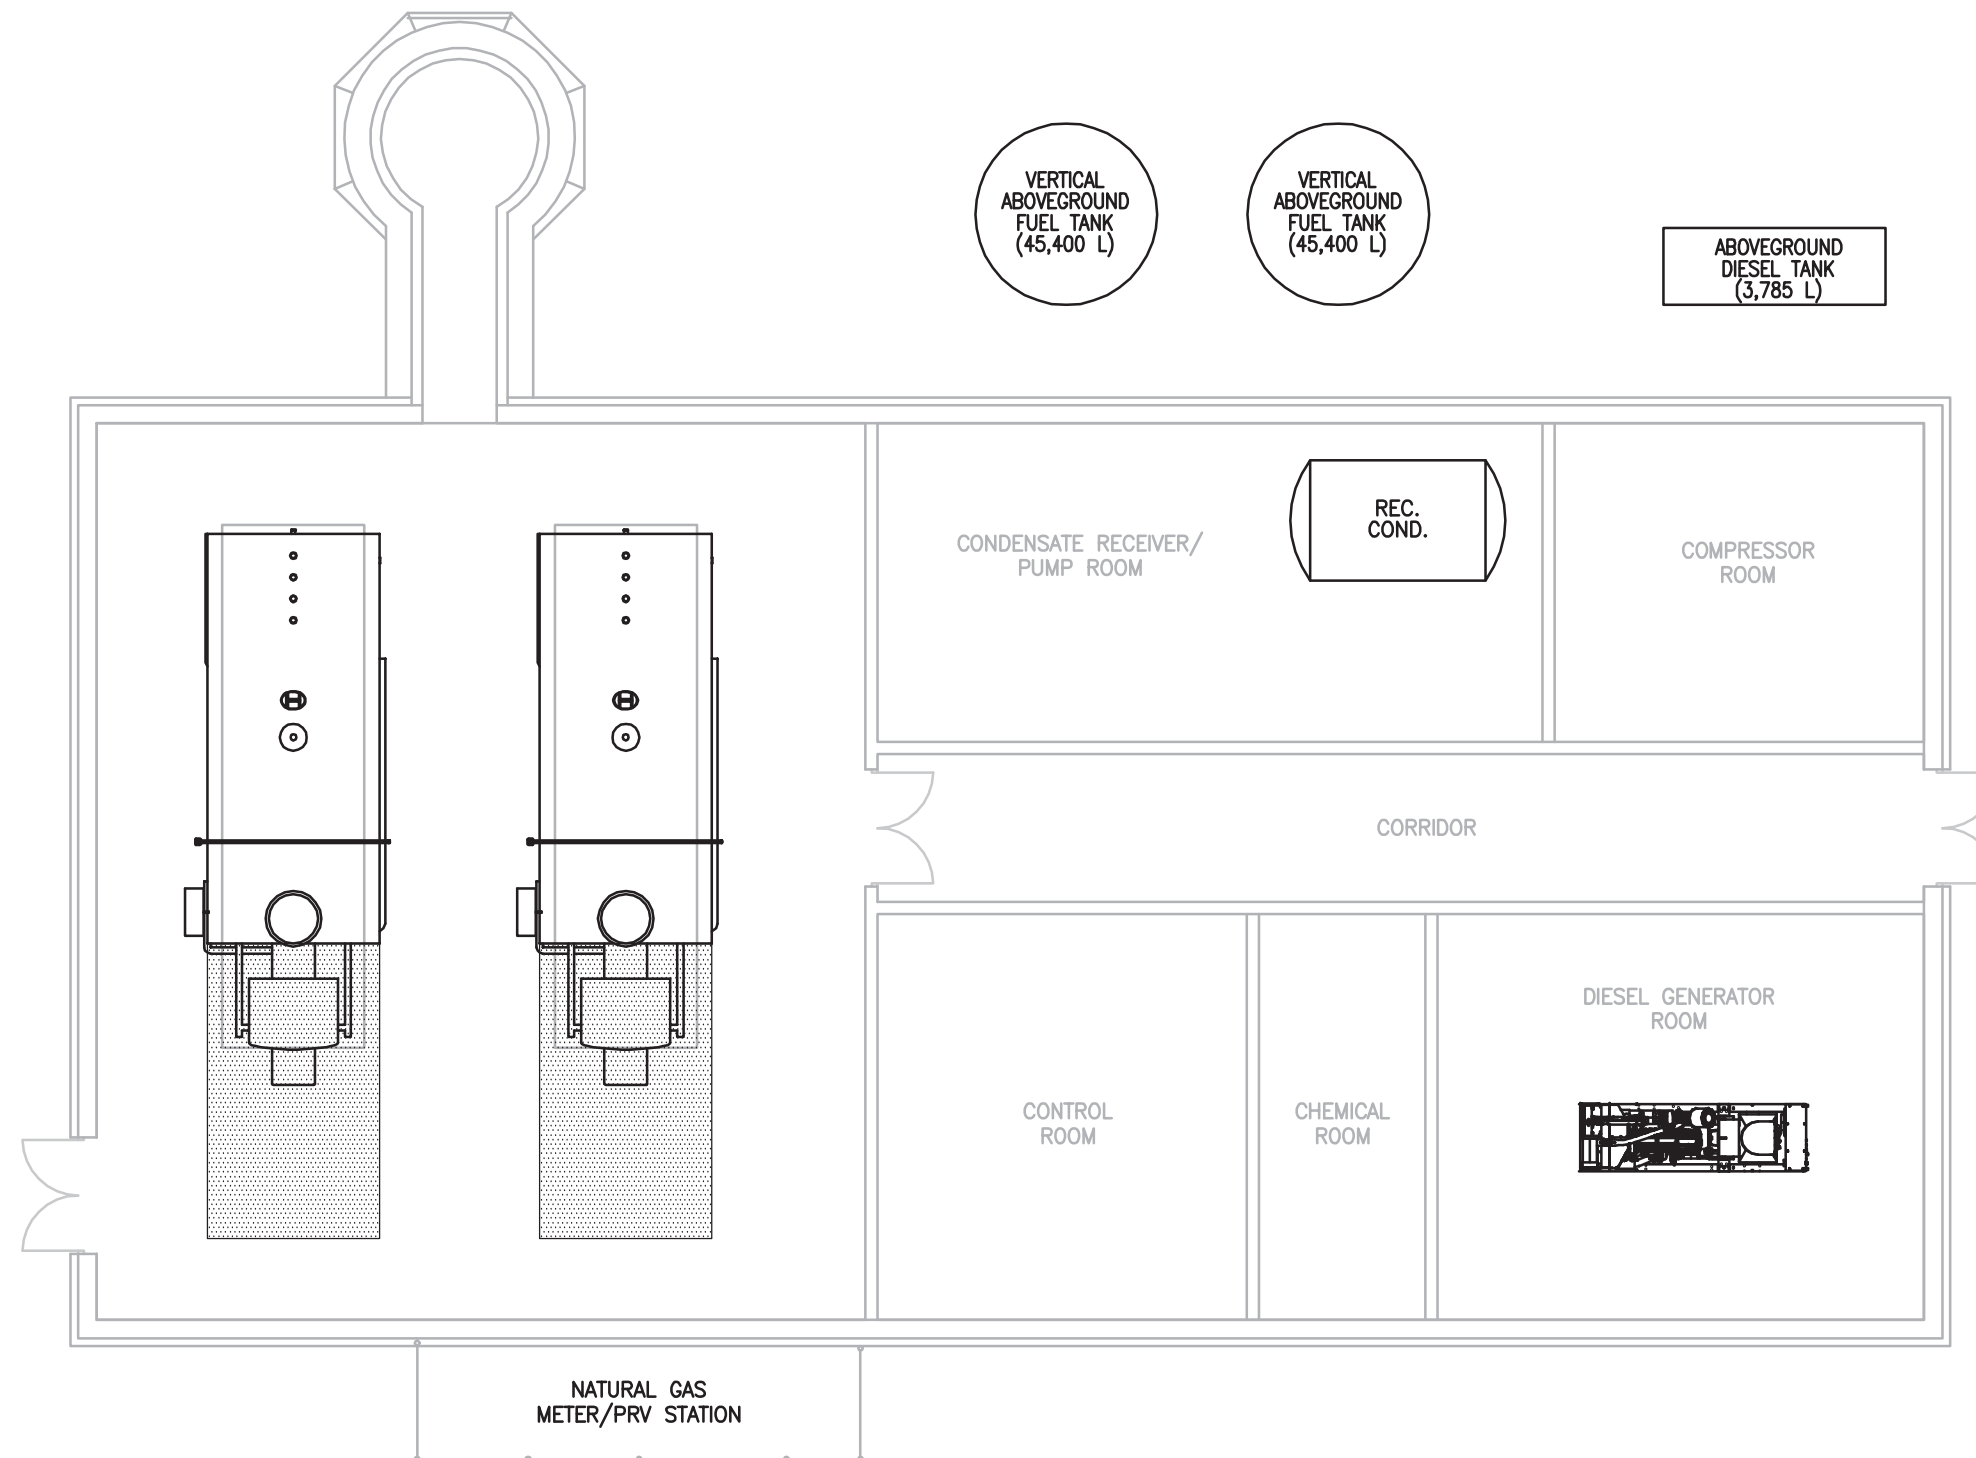 VERTICAL
ABOVEGROUND
FUEL TANK
(45,400 L)
VERTICAL
ABOVEGROUND
FUEL TANK
(45,400 L)
ABOVEGROUND
DIESEL TANK
(3,785 L)
CONDENSATE RECEIVER/
PUMP ROOM
REC.
COND.
COMPRESSOR
ROOM
CORRIDOR
CONTROL
ROOM
CHEMICAL
ROOM
DIESEL GENERATOR
ROOM
NATURAL GAS
METER/PRV STATION